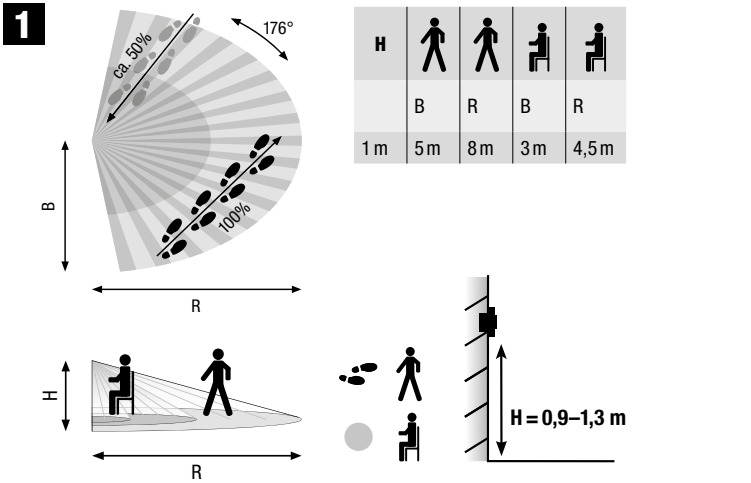 1
ca. 50%
176°
100%
B
R
H
B R B R
1 m 5 m 8 m 3 m 4,5 m
H
R
H = 0,9–1,3 m